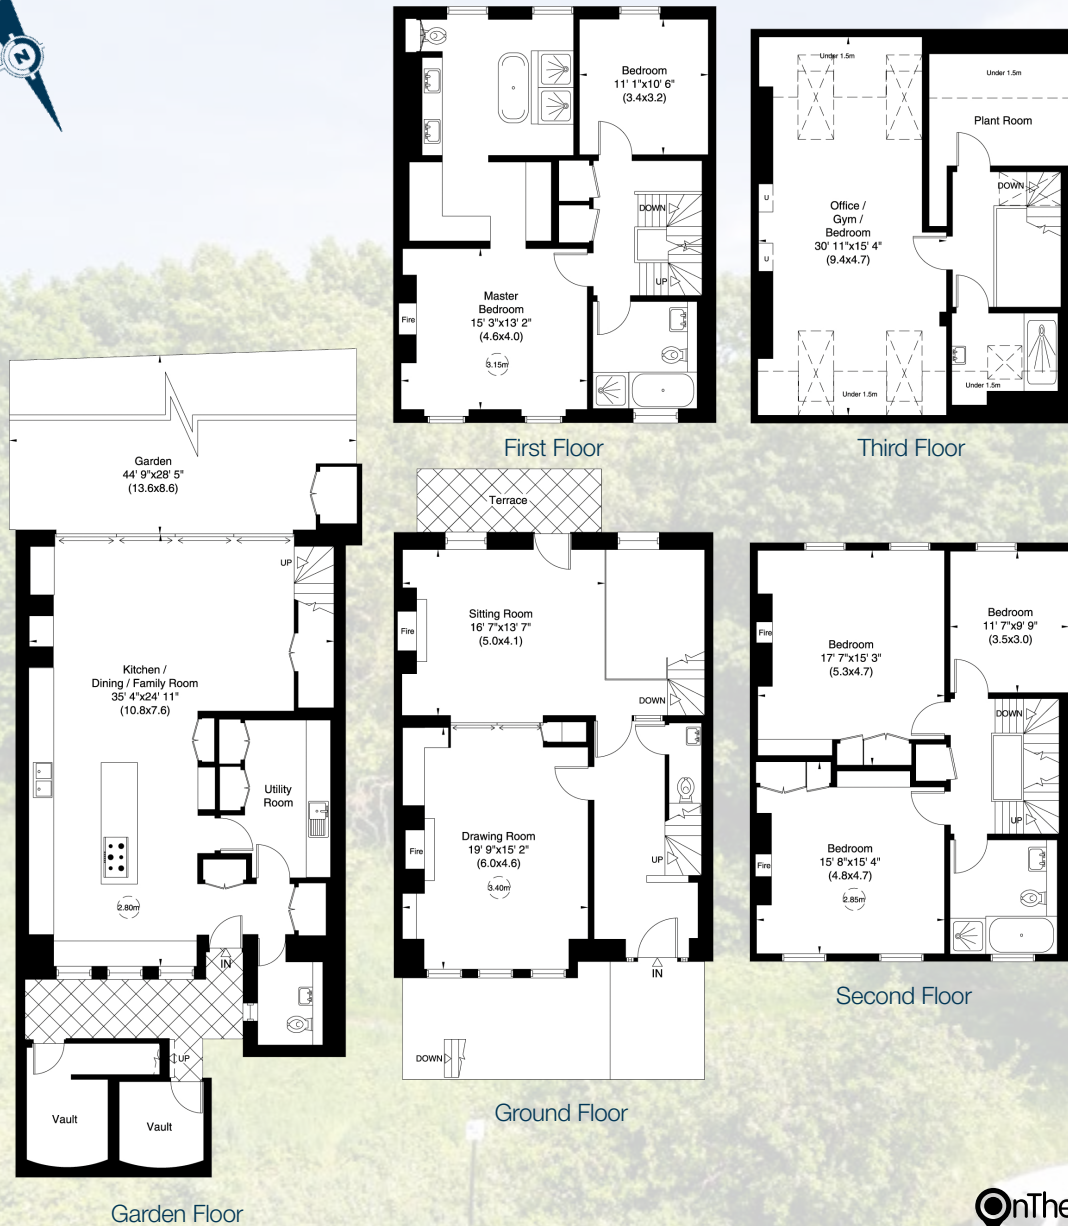 N
Bedroom
11' 1"x10' 6"
(3.4x3.2)
DOWN
UP
Master
Bedroom
15' 3"x13' 2"
(4.6x4.0)
Fire
3.15m
First Floor
Under 1.5m
Under 1.5m
Plant Room
DOWN
U
U
Office /
Gym /
Bedroom
30' 11"x15' 4"
(9.4x4.7)
Under 1.5m
Under 1.5m
Third Floor
Garden
44' 9"x28' 5"
(13.6x8.6)
UP
Kitchen /
Dining / Family Room
35' 4"x24' 11"
(10.8x7.6)
Utility
Room
2.80m
IN
UP
Vault
Vault
Garden Floor
Terrace
Sitting Room
16' 7"x13' 7"
(5.0x4.1)
Fire
DOWN
Drawing Room
19' 9"x15' 2"
(6.0x4.6)
Fire
3.40m
UP
IN
DOWN
Ground Floor
Bedroom
17' 7"x15' 3"
(5.3x4.7)
Fire
Bedroom
11' 7"x9' 9"
(3.5x3.0)
DOWN
UP
Bedroom
15' 8"x15' 4"
(4.8x4.7)
Fire
2.85m
Second Floor
OnThe